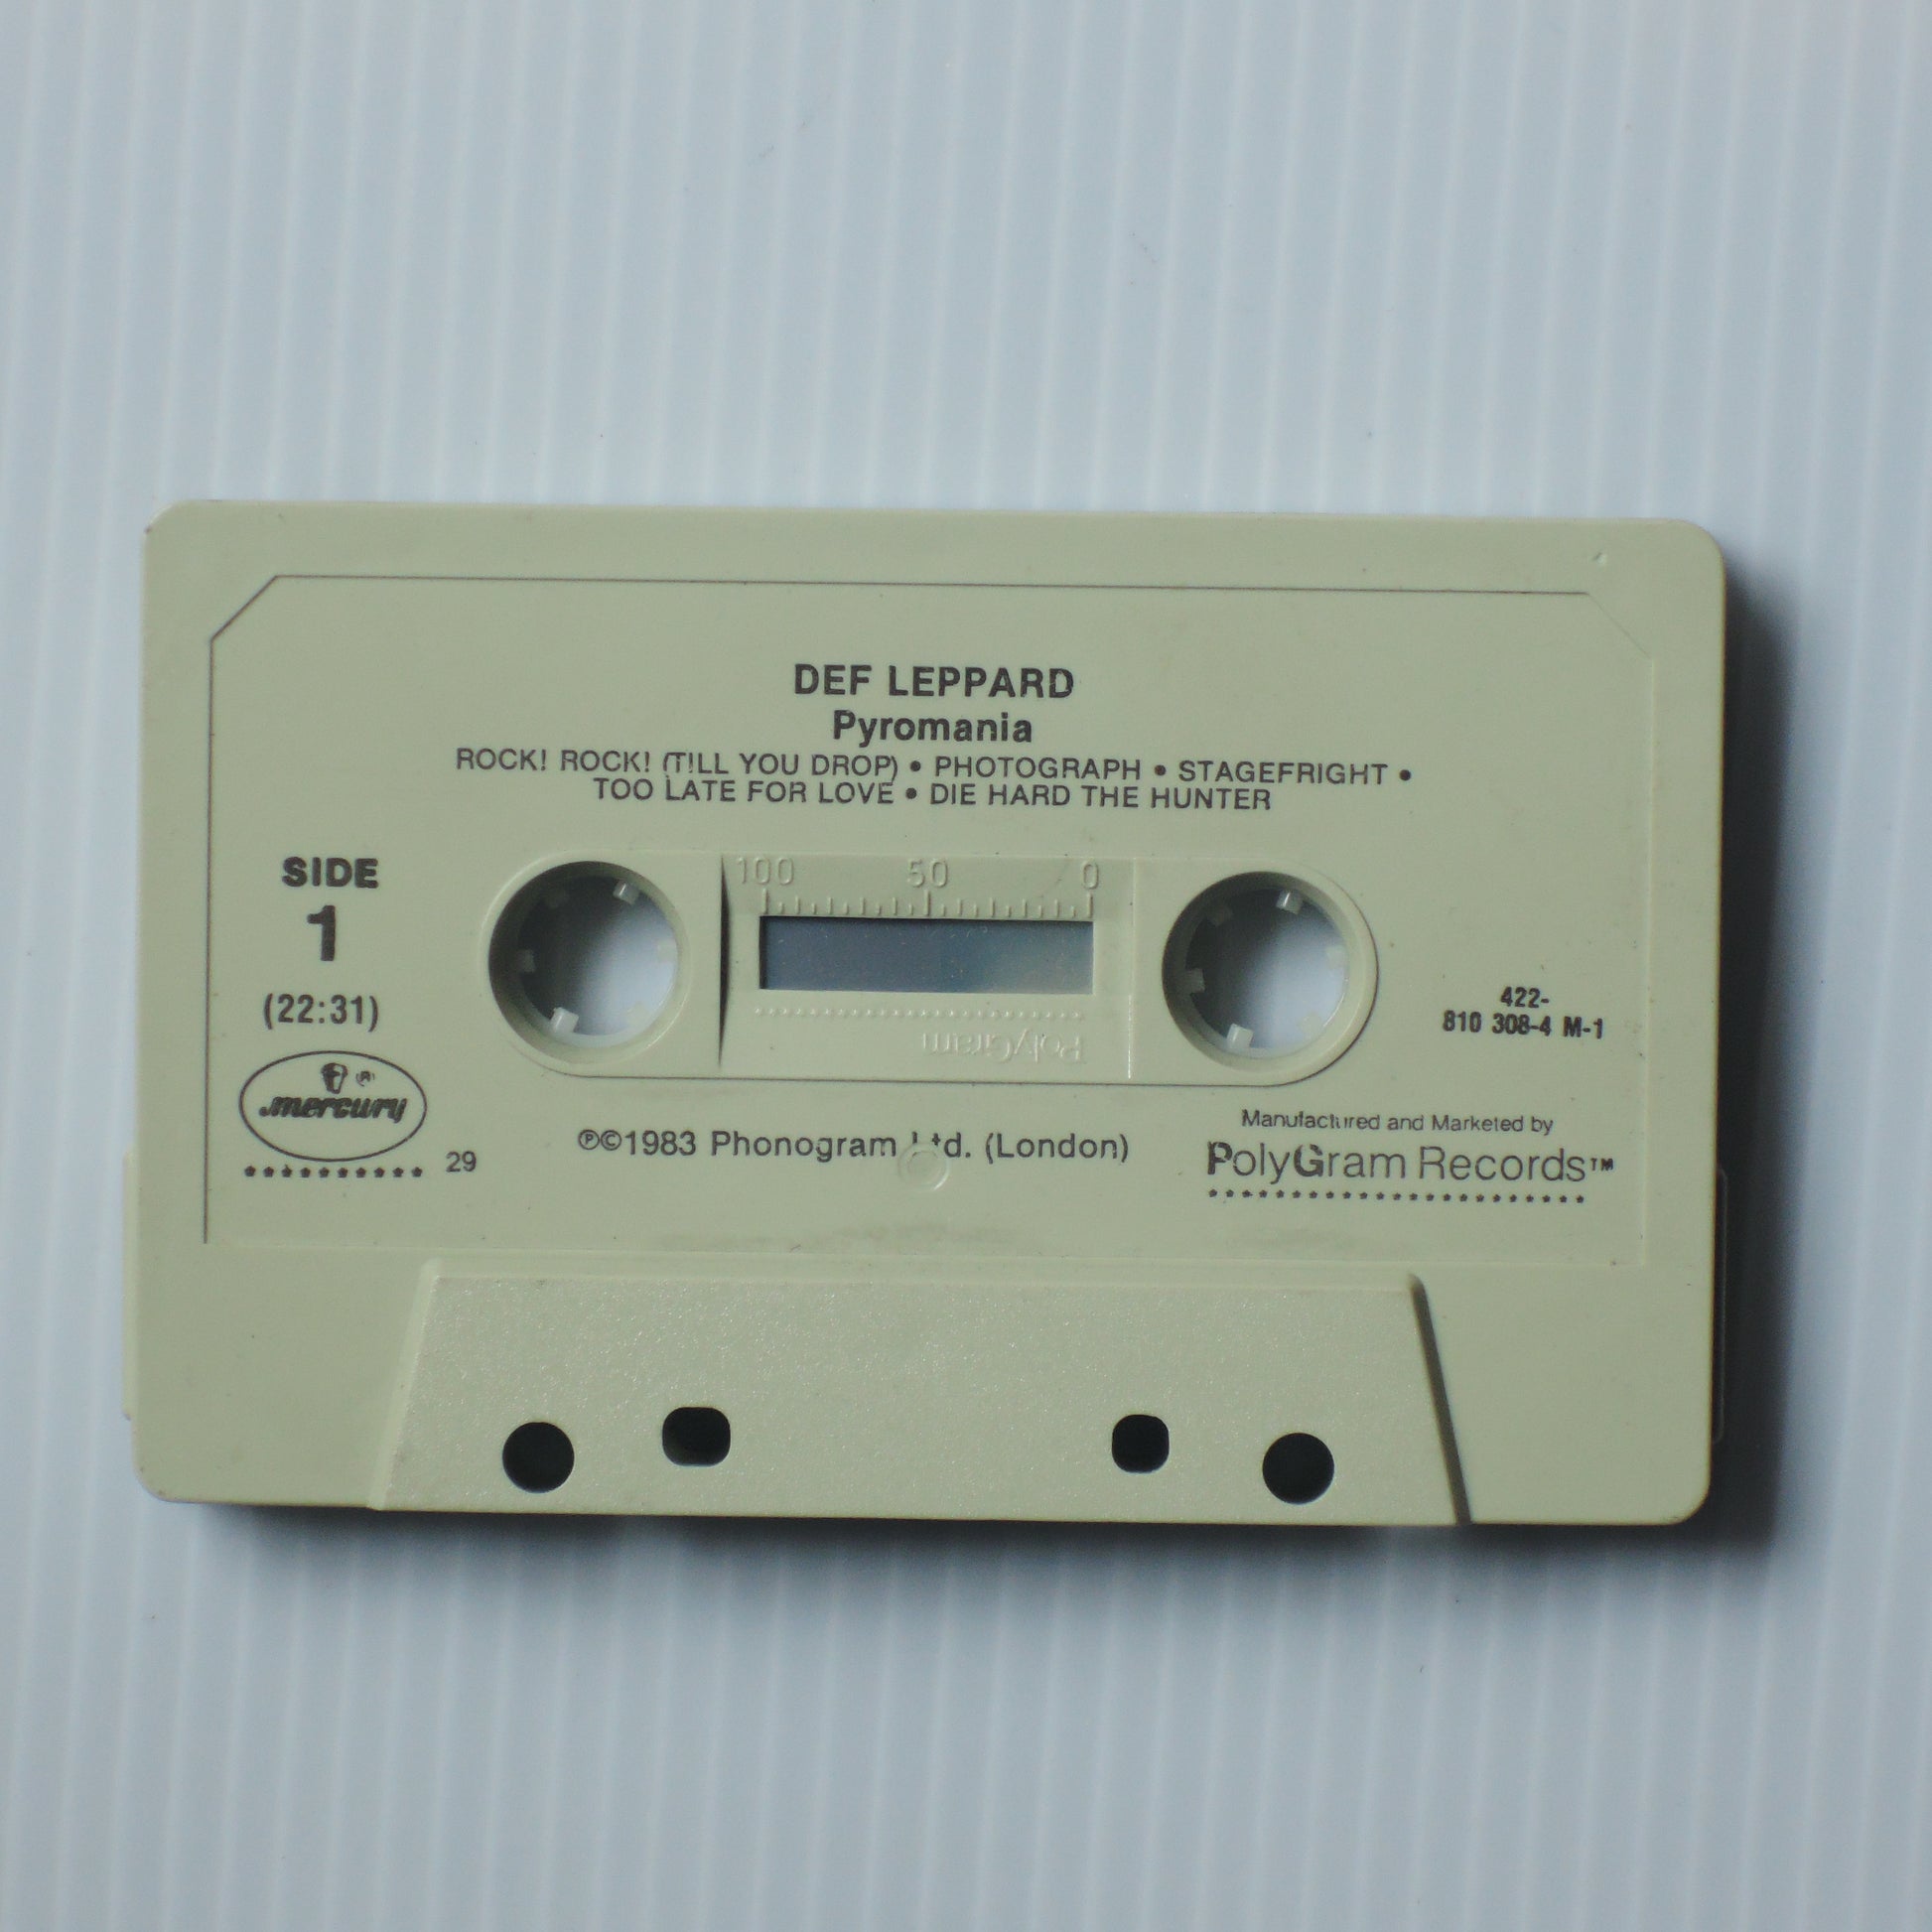 DEF LEPPARD
Pyromania
ROCK! ROCK! (TILL YOU DROP) • PHOTOGRAPH • STAGEFRIGHT •
TOO LATE FOR LOVE • DIE HARD THE HUNTER
SIDE
1
(22:31)
100 50 0
PolyGram
422-
810 308-4 M-1
mercury ®
29
℗©1983 Phonogram Ltd. (London)
Manufactured and Marketed by
PolyGram Records™